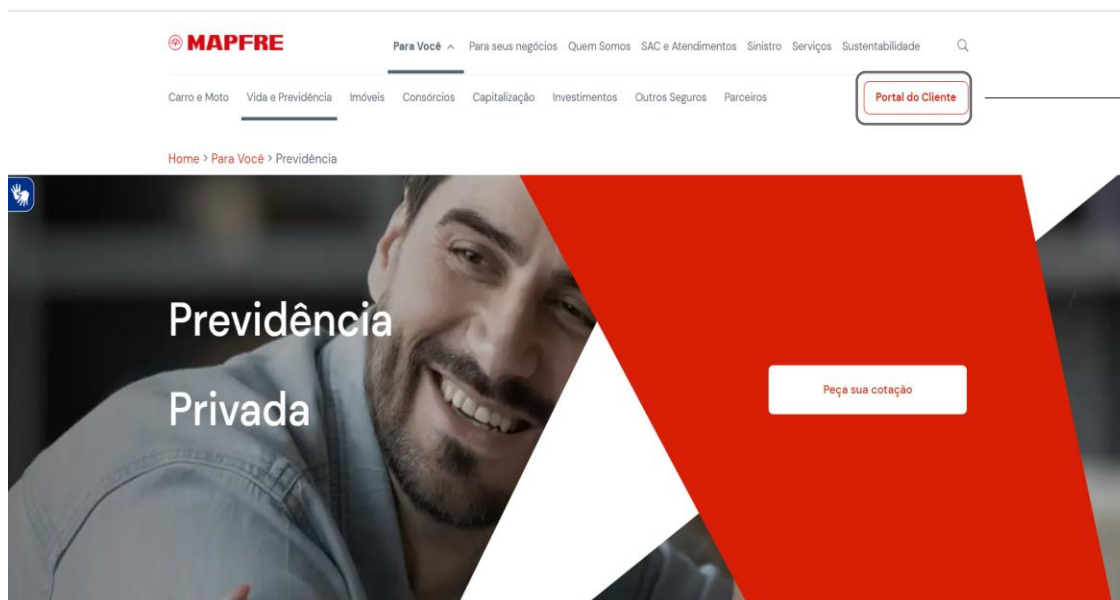 MAPFRE
Para Você Para seus negócios Quem Somos SAC e Atendimentos Sinistro Serviços Sustentabilidade
Carro e Moto Vida e Previdência Imóveis Consórcios Capitalização Investimentos Outros Seguros Parceiros Portal do Cliente
Home > Para Você > Previdência
Previdência
Privada
Peça sua cotação